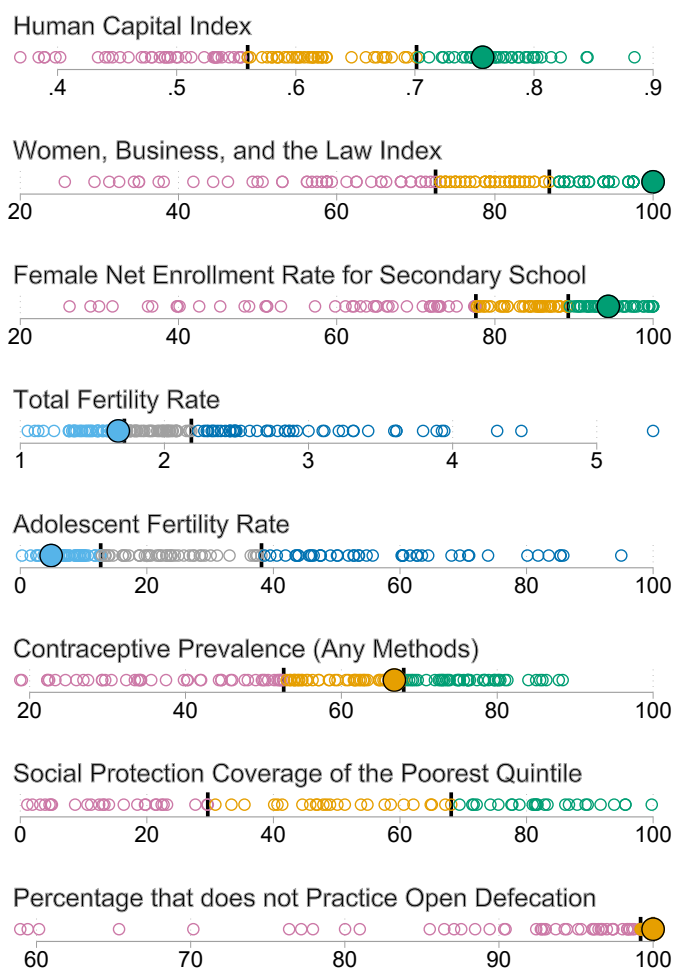 Human Capital Index
.4 .5 .6 .7 .8 .9
Women, Business, and the Law Index
20 40 60 80 100
Female Net Enrollment Rate for Secondary School
20 40 60 80 100
Total Fertility Rate
1 2 3 4 5
Adolescent Fertility Rate
0 20 40 60 80 100
Contraceptive Prevalence (Any Methods)
20 40 60 80 100
Social Protection Coverage of the Poorest Quintile
0 20 40 60 80 100
Percentage that does not Practice Open Defecation
60 70 80 90 100